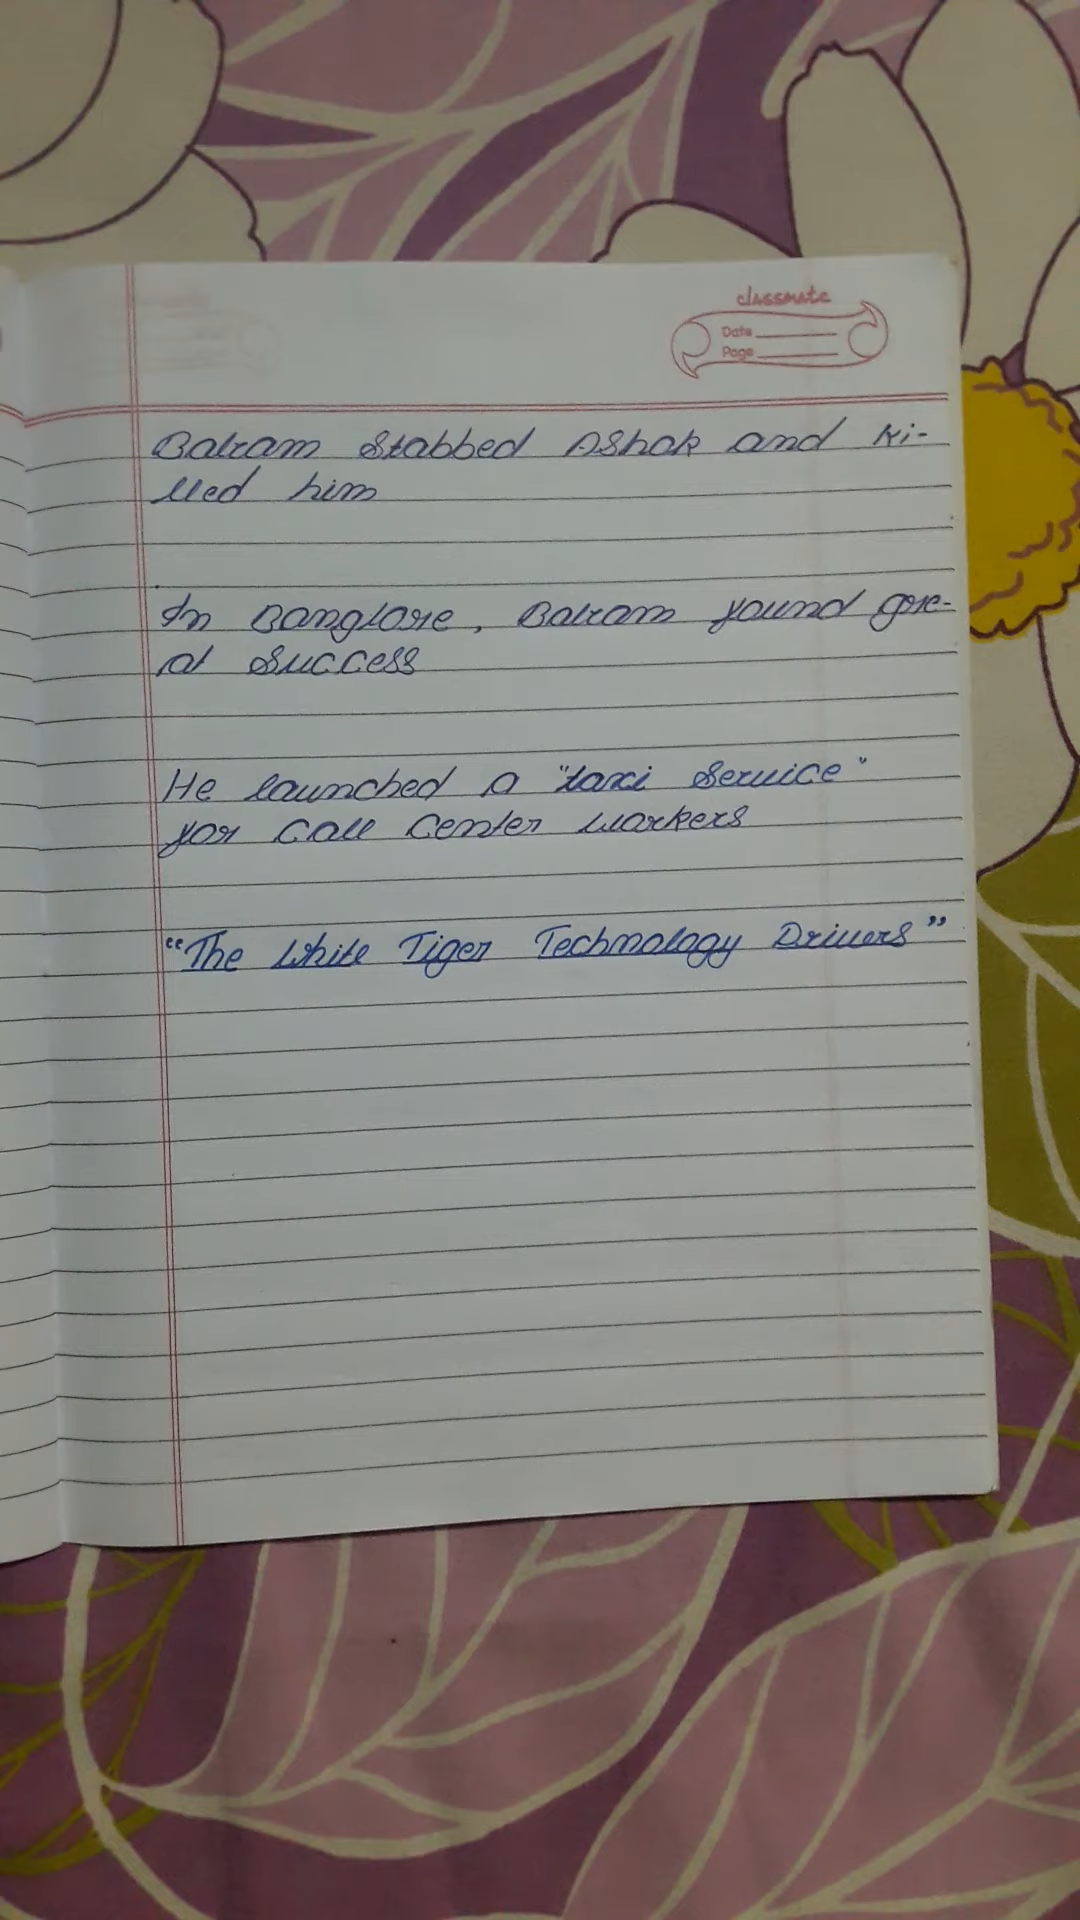 classmate
Date
Page
Balram stabbed Ashok and ki-
lled him
In Banglore, Balram found gre-
at success
He launched a "taxi service"
for call center workers
"The White Tiger Technology Drivers"